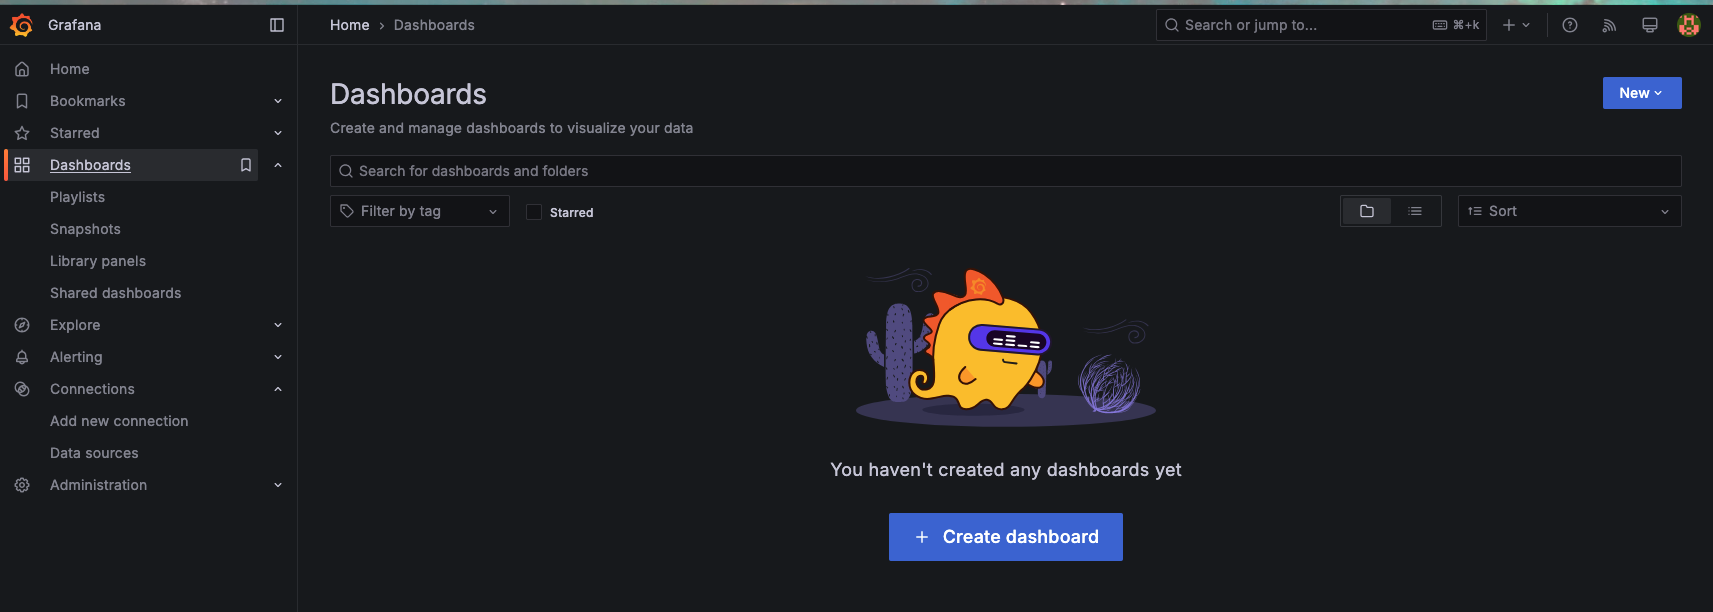 Grafana
Home › Dashboards
Search or jump to...
⌘+k
Home
Bookmarks
Starred
Dashboards
Playlists
Snapshots
Library panels
Shared dashboards
Explore
Alerting
Connections
Add new connection
Data sources
Administration
Dashboards
New
Create and manage dashboards to visualize your data
Search for dashboards and folders
Filter by tag
Starred
Sort
You haven't created any dashboards yet
+ Create dashboard